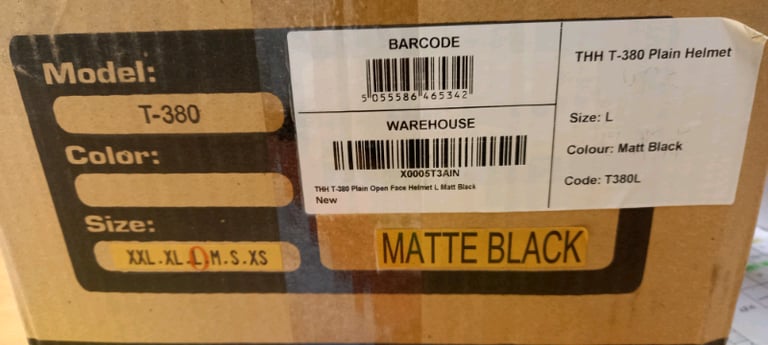 Model:
T-380
Color:
Size:
XXL.XL.L.M.S.XS
BARCODE
5 055586 465342
WAREHOUSE
X0005T3AIN
THH T-380 Plain Open Face Helmet L Matt Black
New
THH T-380 Plain Helmet
Size: L
Colour: Matt Black
Code: T380L
MATTE BLACK